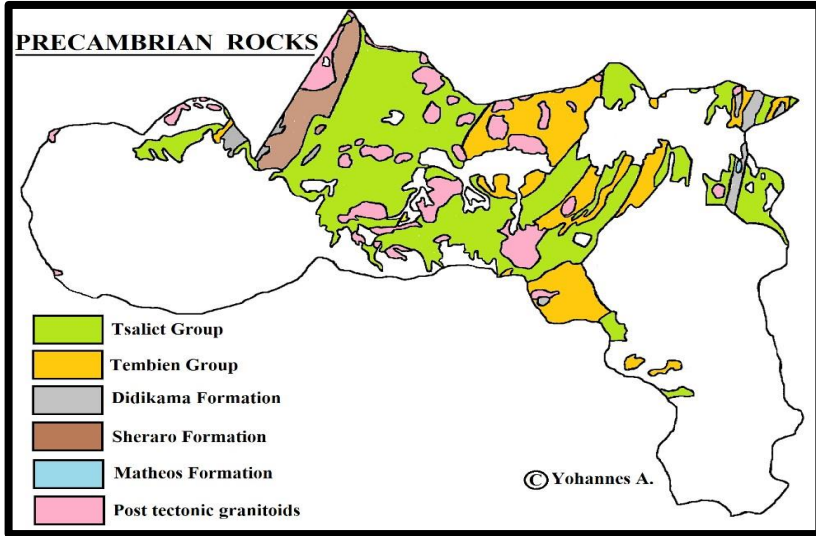 PRECAMBRIAN ROCKS
Tsaliet Group
Tembien Group
Didikama Formation
Sheraro Formation
Matheos Formation
Post tectonic granitoids
© Yohannes A.